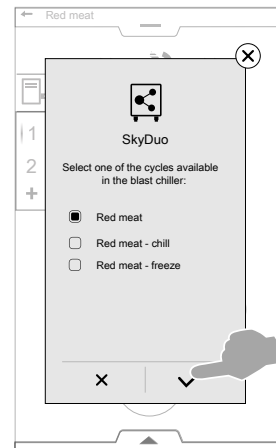 Red meat
1
2
SkyDuo
Select one of the cycles available
in the blast chiller:
Red meat
Red meat - chill
Red meat - freeze